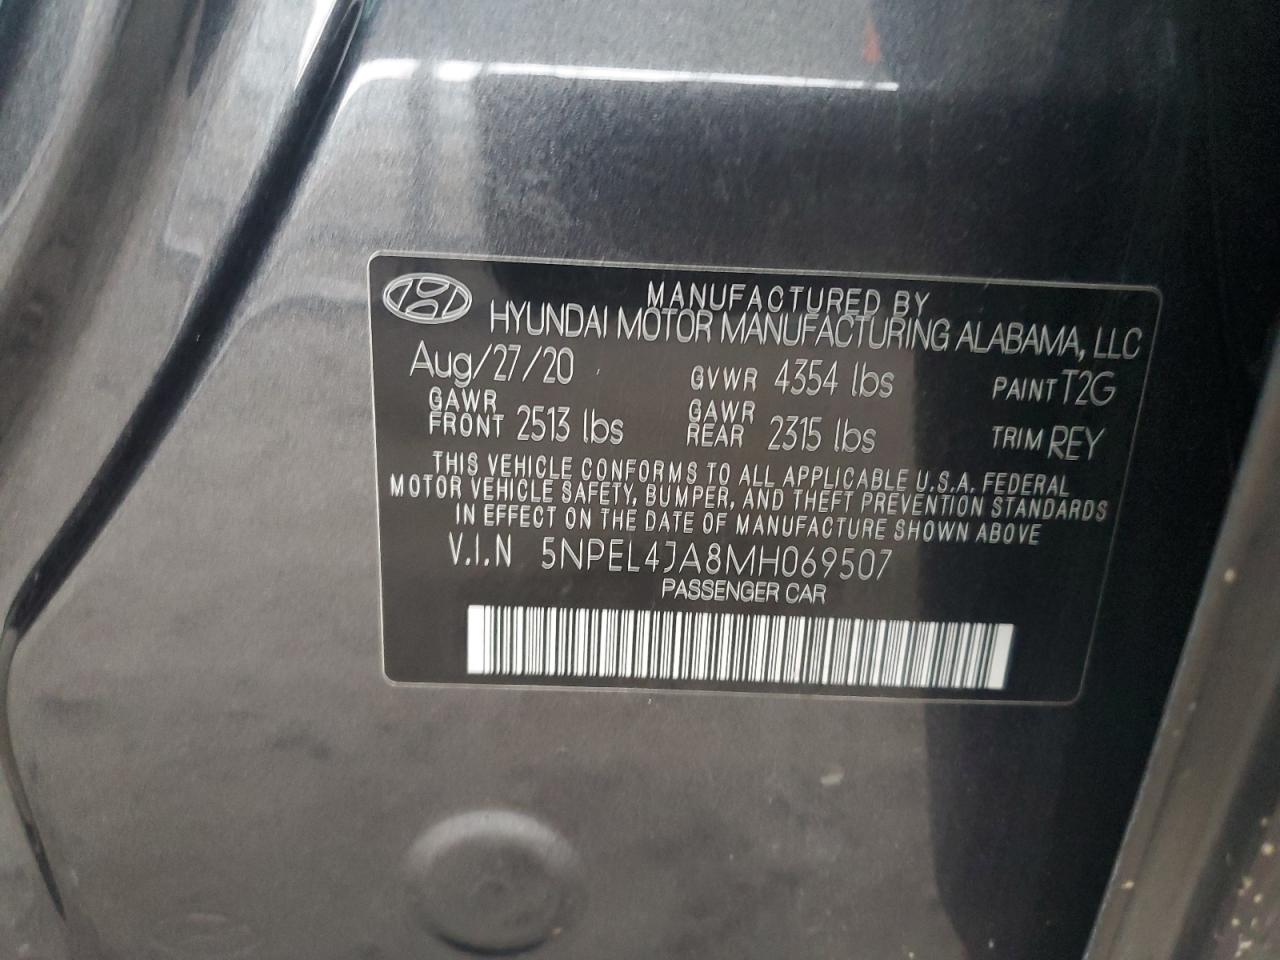 MANUFACTURED BY
HYUNDAI MOTOR MANUFACTURING ALABAMA, LLC
Aug/27/20 GVWR 4354 lbs PAINT T2G
GAWR FRONT 2513 lbs GAWR REAR 2315 lbs TRIM REY
THIS VEHICLE CONFORMS TO ALL APPLICABLE U.S.A. FEDERAL
MOTOR VEHICLE SAFETY, BUMPER, AND THEFT PREVENTION STANDARDS
IN EFFECT ON THE DATE OF MANUFACTURE SHOWN ABOVE
V.I.N 5NPEL4JA8MH069507
PASSENGER CAR